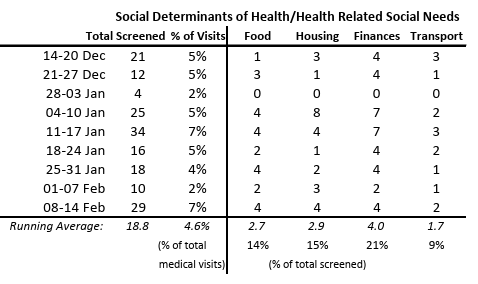 Social Determinants of Health/Health Related Social Needs
Total Screened % of Visits Food Housing Finances Transport
14-20 Dec 21 5% 1 3 4 3
21-27 Dec 12 5% 3 1 4 1
28-03 Jan 4 2% 0 0 0 0
04-10 Jan 25 5% 4 8 7 2
11-17 Jan 34 7% 4 4 7 3
18-24 Jan 16 5% 2 1 4 2
25-31 Jan 18 4% 4 2 4 1
01-07 Feb 10 2% 2 3 2 1
08-14 Feb 29 7% 4 4 4 2
Running Average: 18.8 4.6% 2.7 2.9 4.0 1.7
(% of total 14% 15% 21% 9%
medical visits) (% of total screened)